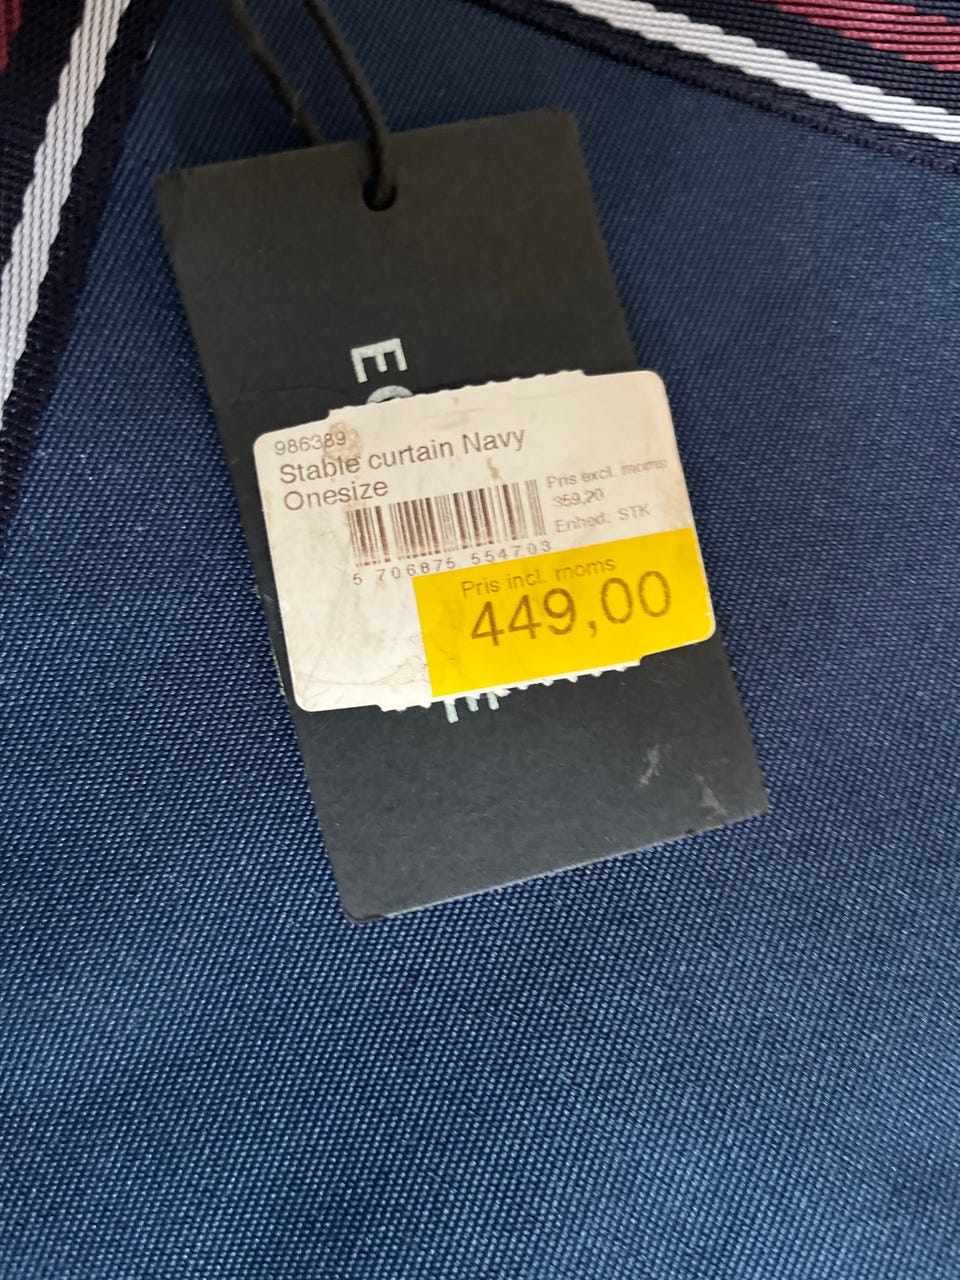 986389
Stable curtain Navy
Onesize
Pris excl. moms
359,20
Enhed: STK
5 706875 554703
Pris incl. moms
449,00